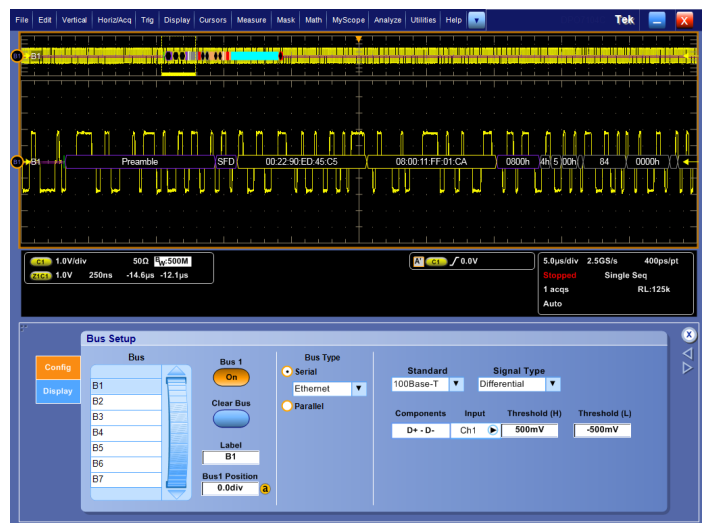 File Edit Vertical Horiz/Acq Trig Display Cursors Measure Mask Math MyScope Analyze Utilities Help Tek X
B1 B1
B1 B1 Preamble SFD 00:22:90:ED:45:C5 08:00:11:FF:01:CA 0800h 4h 5 00h 84 0000h
C1 1.0V/div 50Ω BW:500M
Z1C1 1.0V 250ns -14.6µs -12.1µs
A' C1 0.0V
5.0µs/div 2.5GS/s 400ps/pt
Stopped Single Seq
1 acqs RL:125k
Auto
Bus Setup
x
Config
Display
Bus
B1
B2
B3
B4
B5
B6
B7
Bus 1
On
Clear Bus
Label
B1
Bus1 Position
0.0div a
Bus Type
Serial
Ethernet
Parallel
Standard Signal Type
100Base-T Differential
Components Input Threshold (H) Threshold (L)
D+ - D- Ch1 500mV -500mV